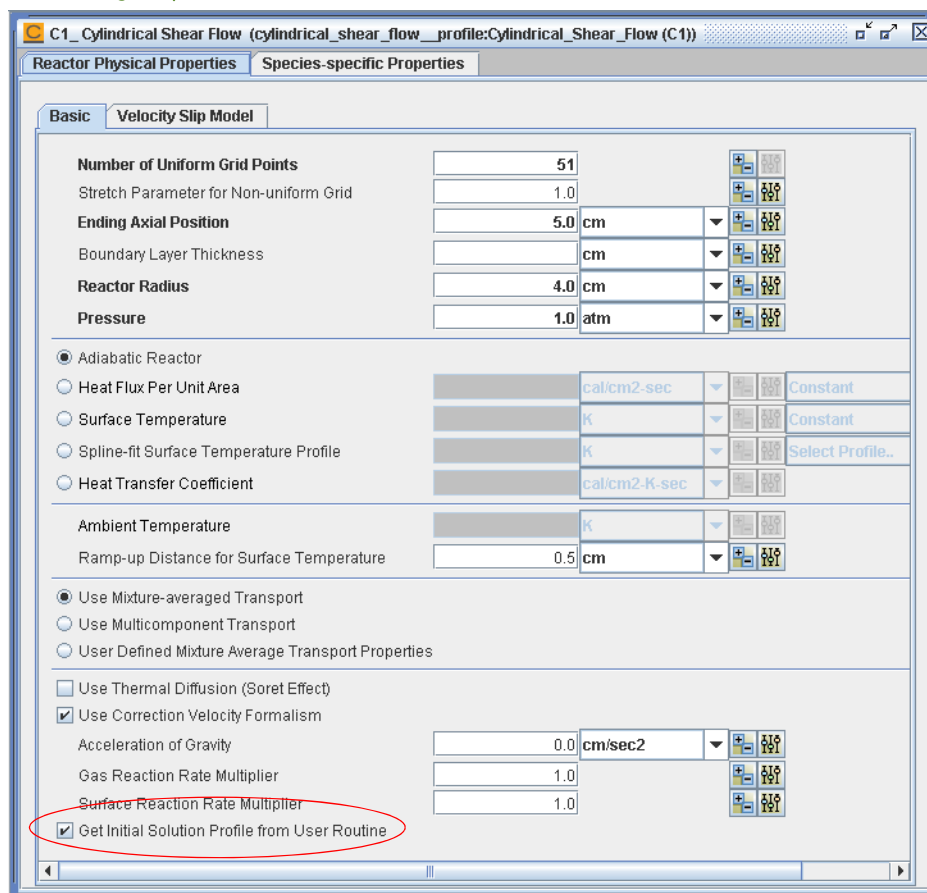 C1_ Cylindrical Shear Flow (cylindrical_shear_flow__profile:Cylindrical_Shear_Flow (C1))
Reactor Physical Properties Species-specific Properties
Basic Velocity Slip Model
Number of Uniform Grid Points 51
Stretch Parameter for Non-uniform Grid 1.0
Ending Axial Position 5.0 cm
Boundary Layer Thickness cm
Reactor Radius 4.0 cm
Pressure 1.0 atm
Adiabatic Reactor
Heat Flux Per Unit Area cal/cm2-sec Constant
Surface Temperature K Constant
Spline-fit Surface Temperature Profile K Select Profile..
Heat Transfer Coefficient cal/cm2-K-sec
Ambient Temperature K
Ramp-up Distance for Surface Temperature 0.5 cm
Use Mixture-averaged Transport
Use Multicomponent Transport
User Defined Mixture Average Transport Properties
Use Thermal Diffusion (Soret Effect)
Use Correction Velocity Formalism
Acceleration of Gravity 0.0 cm/sec2
Gas Reaction Rate Multiplier 1.0
Surface Reaction Rate Multiplier 1.0
Get Initial Solution Profile from User Routine